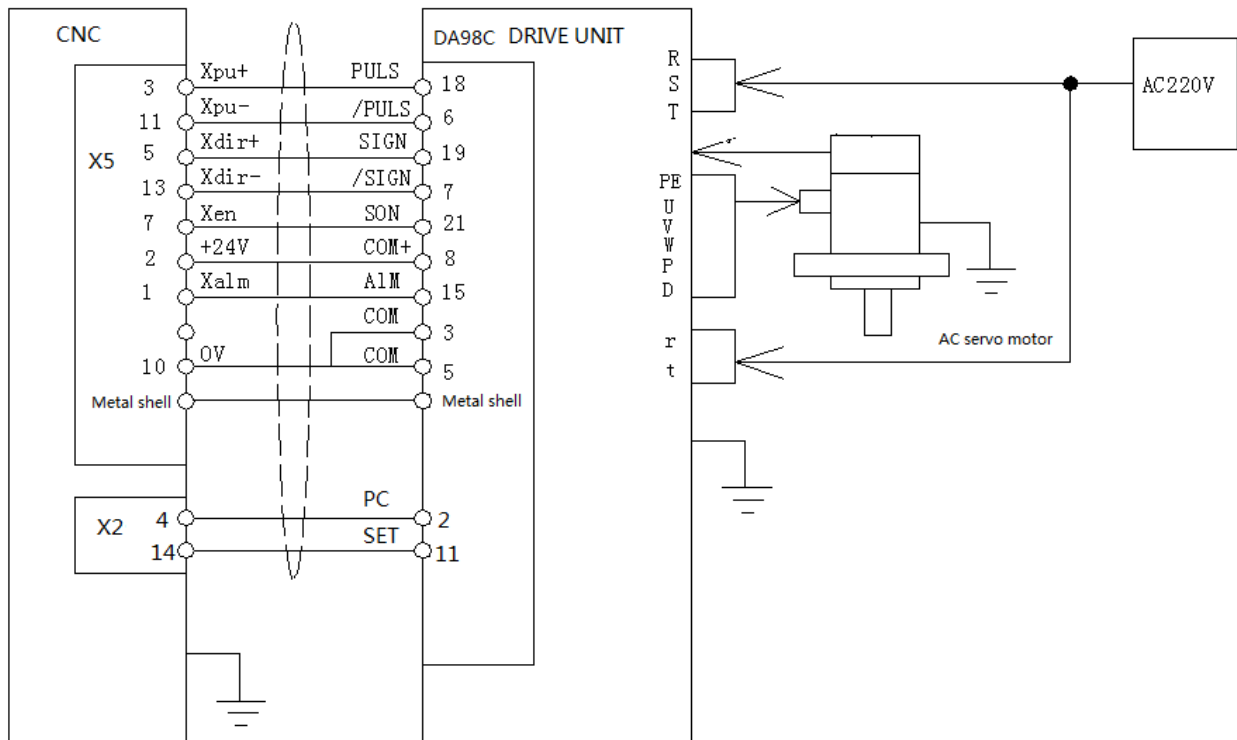 CNC
DA98C DRIVE UNIT
X5
3 Xpu+ PULS 18
11 Xpu- /PULS 6
5 Xdir+ SIGN 19
13 Xdir- /SIGN 7
7 Xen SON 21
2 +24V COM+ 8
1 Xalm AlM 15
COM 3
10 0V COM 5
Metal shell Metal shell
X2
4 PC 2
14 SET 11
R
S
T
PE
U
V
W
P
D
r
t
AC220V
AC servo motor